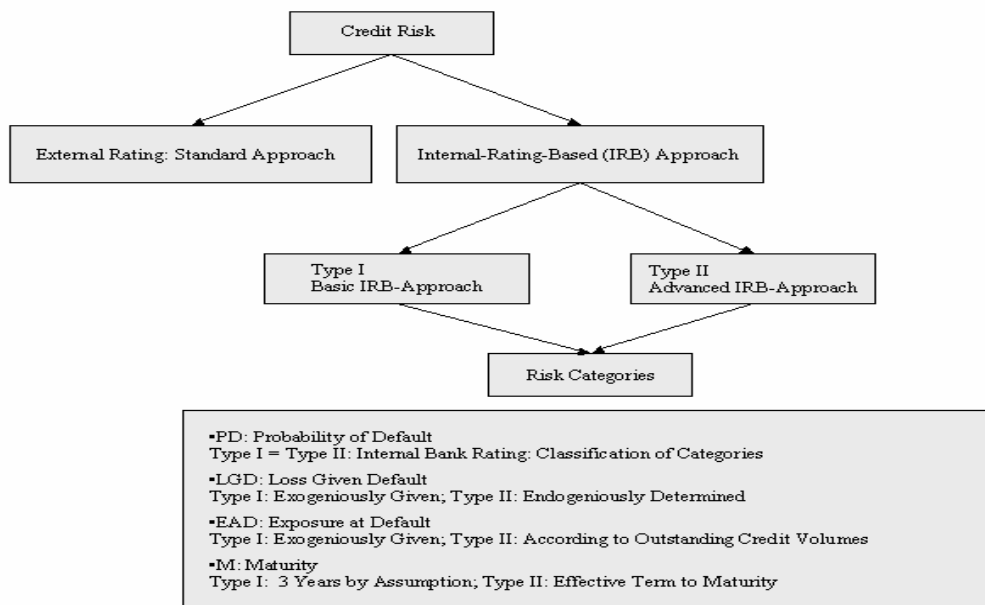 Credit Risk
External Rating: Standard Approach
Internal-Rating-Based (IRB) Approach
Type I
Basic IRB-Approach
Type II
Advanced IRB-Approach
Risk Categories
▪PD: Probability of Default
Type I = Type II: Internal Bank Rating: Classification of Categories
▪LGD: Loss Given Default
Type I: Exogeniously Given; Type II: Endogeniously Determined
▪EAD: Exposure at Default
Type I: Exogeniously Given; Type II: According to Outstanding Credit Volumes
▪M: Maturity
Type I: 3 Years by Assumption; Type II: Effective Term to Maturity